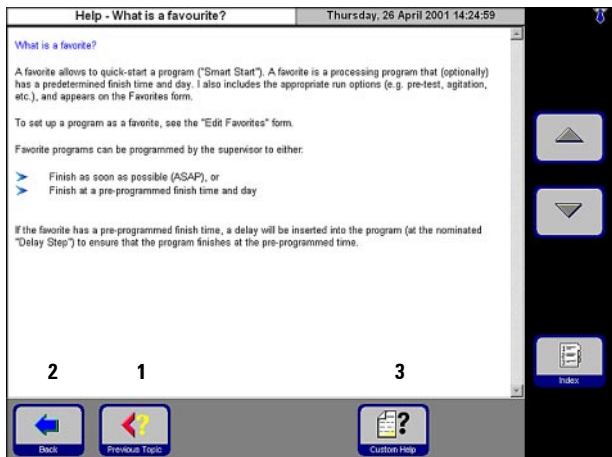 Help - What is a favourite?
Thursday, 26 April 2001 14:24:59
What is a favorite?
A favorite allows to quick-start a program ("Smart Start"). A favorite is a processing program that (optionally)
has a predetermined finish time and day. I also includes the appropriate run options (e.g. pre-test, agitation,
etc.), and appears on the Favorites form.
To set up a program as a favorite, see the "Edit Favorites" form.
Favorite programs can be programmed by the supervisor to either:
Finish as soon as possible (ASAP), or
Finish at a pre-programmed finish time and day
If the favorite has a pre-programmed finish time, a delay will be inserted into the program (at the nominated
"Delay Step") to ensure that the program finishes at the pre-programmed time.
2
1
3
Index
Back
Previous Topic
?
Custom Help